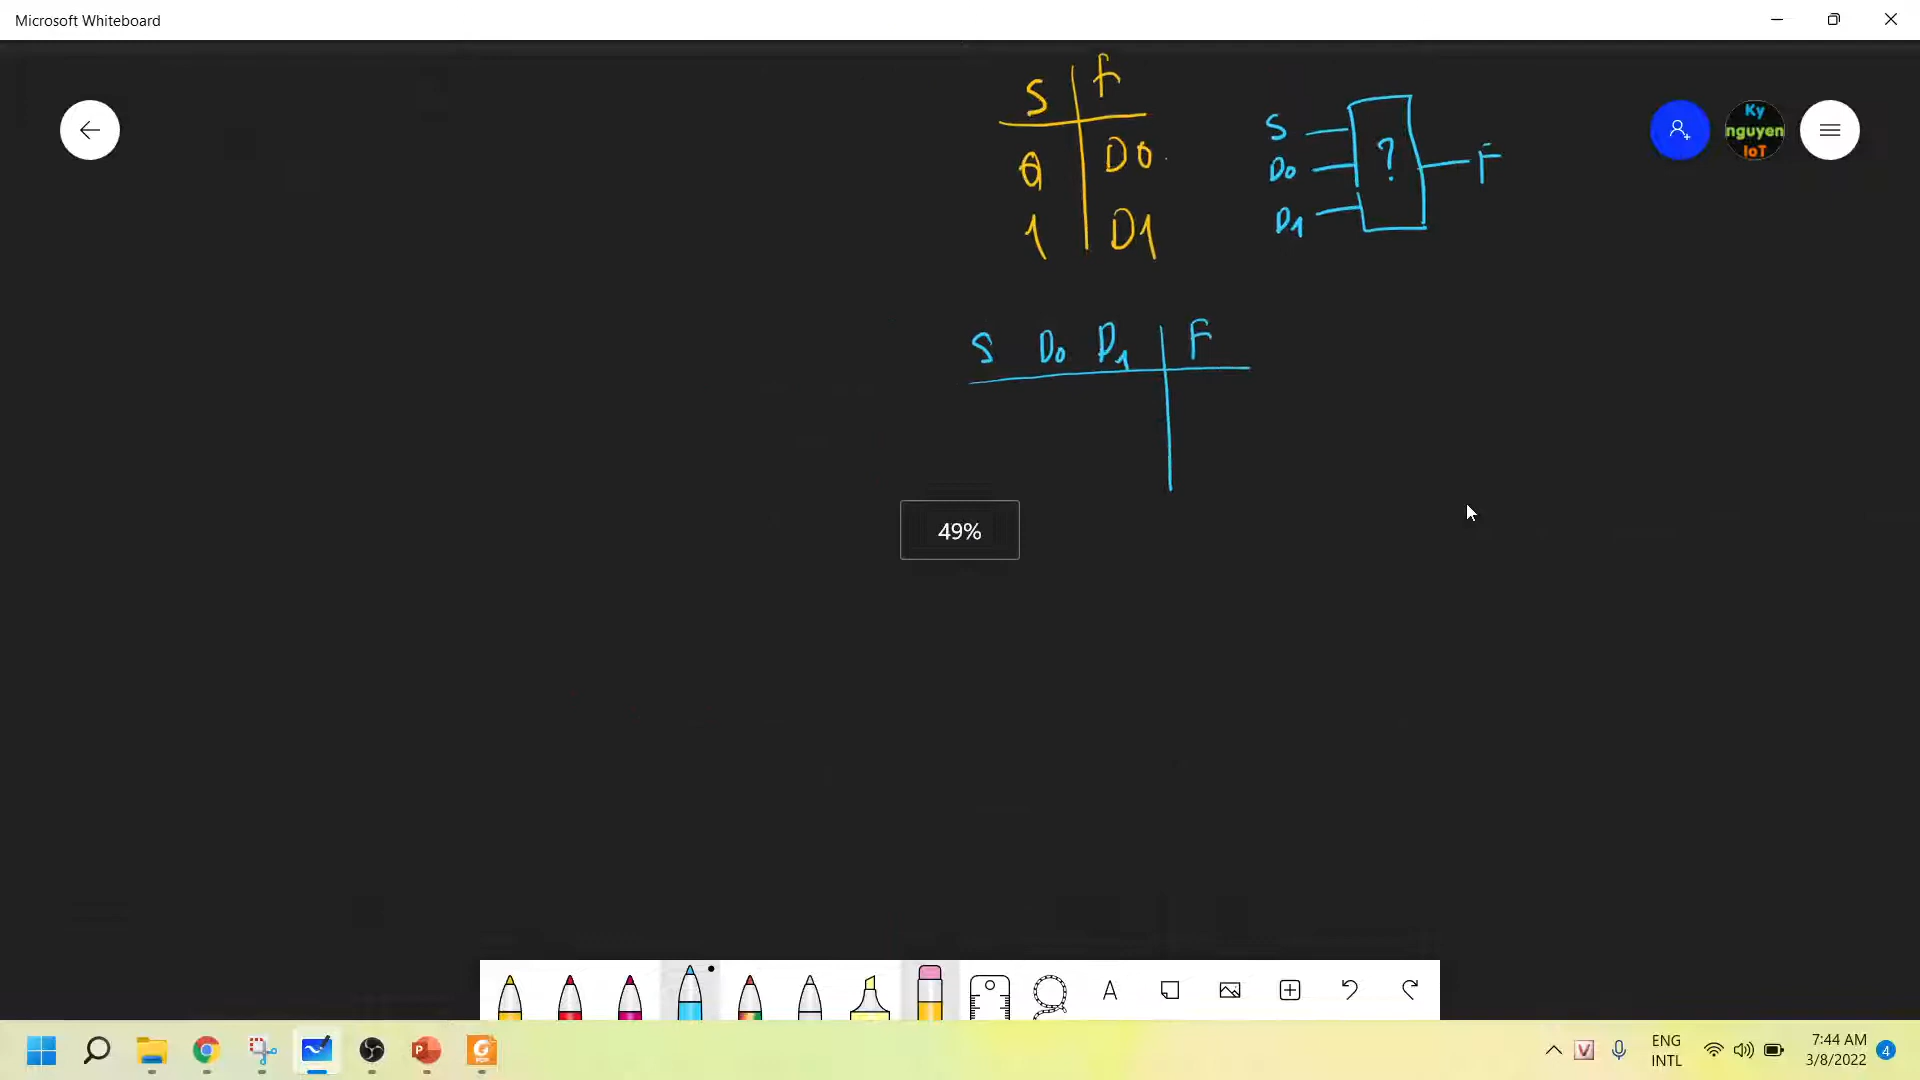 Microsoft Whiteboard
S F
0 D0
1 D1
S
D0
D1
?
F
Ky
nguyen
IoT
S D0 D1 F
49%
A
ENG
INTL
7:44 AM
3/8/2022
4